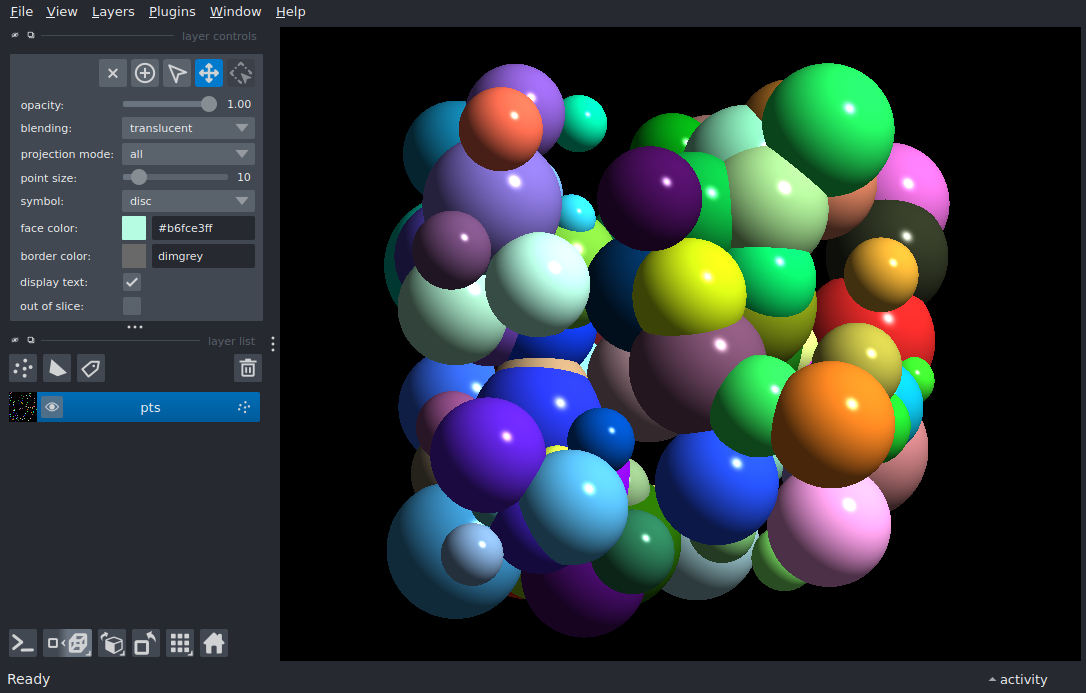 File View Layers Plugins Window Help
layer controls
opacity: 1.00
blending: translucent
projection mode: all
point size: 10
symbol: disc
face color: #b6fce3ff
border color: dimgrey
display text:
out of slice:
layer list
pts
Ready
activity